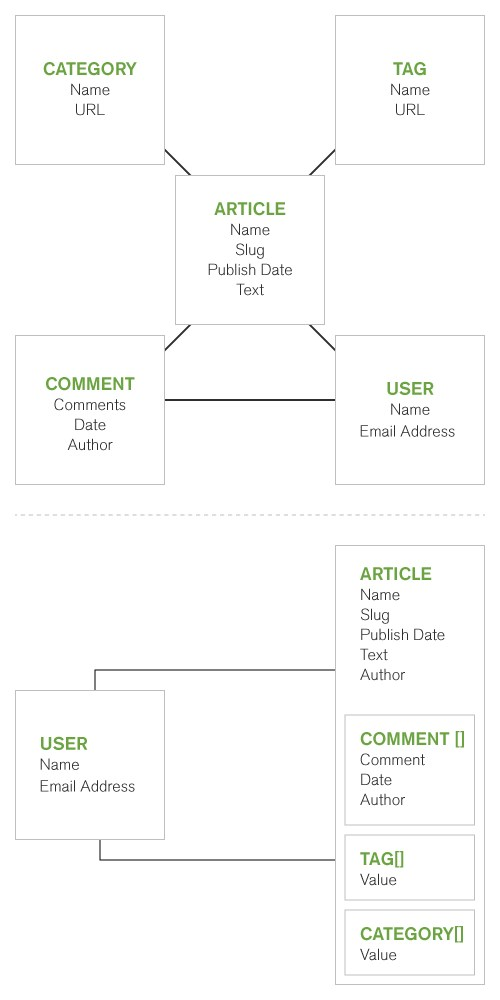 CATEGORY
Name
URL
TAG
Name
URL
ARTICLE
Name
Slug
Publish Date
Text
COMMENT
Comments
Date
Author
USER
Name
Email Address
ARTICLE
Name
Slug
Publish Date
Text
Author
USER
Name
Email Address
COMMENT []
Comment
Date
Author
TAG[]
Value
CATEGORY[]
Value